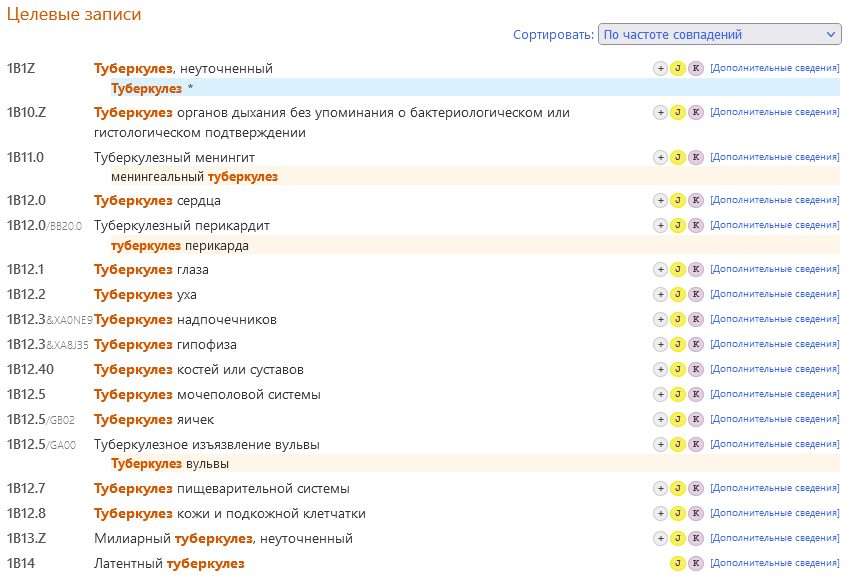 Целевые записи
Сортировать: По частоте совпадений
1B1Z Туберкулез, неуточненный + J K [Дополнительные сведения]
Туберкулез *
1B10.Z Туберкулез органов дыхания без упоминания о бактериологическом или + J K [Дополнительные сведения]
гистологическом подтверждении
1B11.0 Туберкулезный менингит + J K [Дополнительные сведения]
менингеальный туберкулез
1B12.0 Туберкулез сердца + J K [Дополнительные сведения]
1B12.0/BB20.0 Туберкулезный перикардит + J K [Дополнительные сведения]
туберкулез перикарда
1B12.1 Туберкулез глаза + J K [Дополнительные сведения]
1B12.2 Туберкулез уха + J K [Дополнительные сведения]
1B12.3&XA0NE9 Туберкулез надпочечников + J K [Дополнительные сведения]
1B12.3&XA8J35 Туберкулез гипофиза + J K [Дополнительные сведения]
1B12.40 Туберкулез костей или суставов + J K [Дополнительные сведения]
1B12.5 Туберкулез мочеполовой системы + J K [Дополнительные сведения]
1B12.5/GB02 Туберкулез яичек + J K [Дополнительные сведения]
1B12.5/GA00 Туберкулезное изъязвление вульвы + J K [Дополнительные сведения]
Туберкулез вульвы
1B12.7 Туберкулез пищеварительной системы + J K [Дополнительные сведения]
1B12.8 Туберкулез кожи и подкожной клетчатки + J K [Дополнительные сведения]
1B13.Z Милиарный туберкулез, неуточненный + J K [Дополнительные сведения]
1B14 Латентный туберкулез J K [Дополнительные сведения]